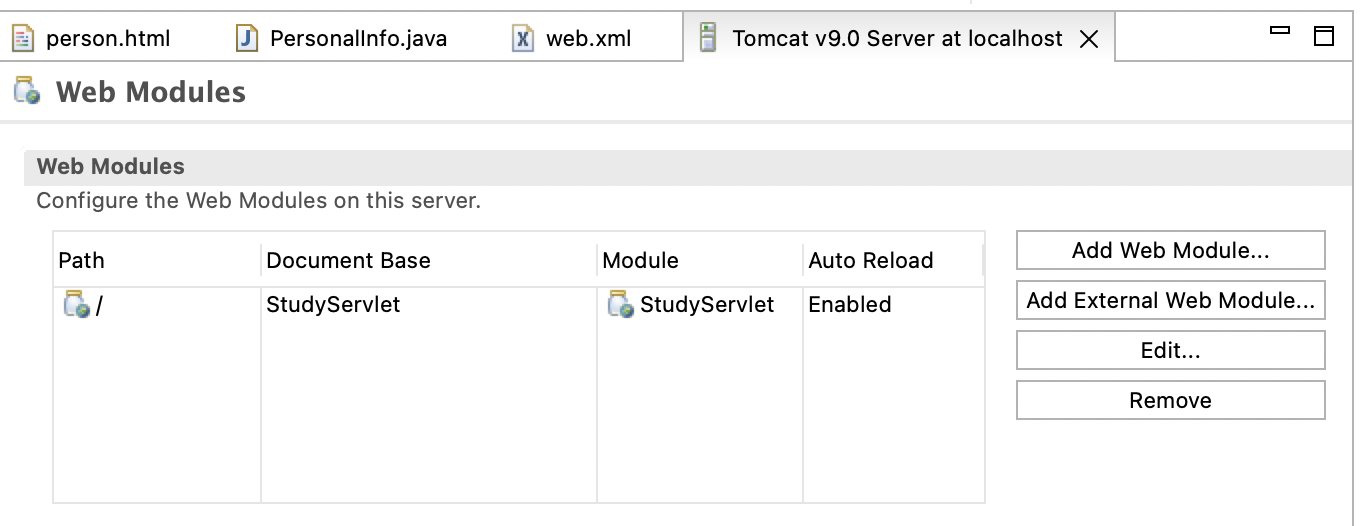 person.html PersonalInfo.java web.xml Tomcat v9.0 Server at localhost
Web Modules
Web Modules
Configure the Web Modules on this server.
Path Document Base Module Auto Reload
/ StudyServlet StudyServlet Enabled
Add Web Module...
Add External Web Module...
Edit...
Remove